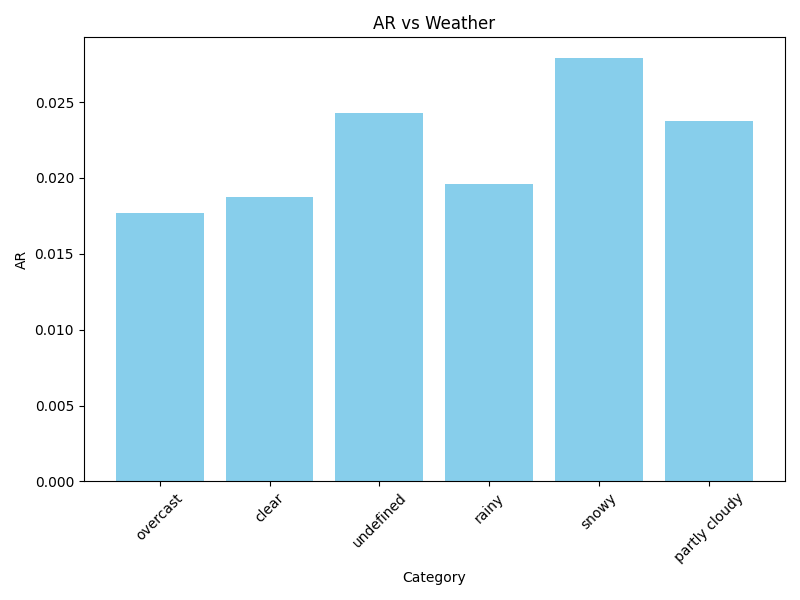 AR vs Weather
AR
0.025
0.020
0.015
0.010
0.005
0.000
overcast
clear
undefined
rainy
snowy
partly cloudy
Category